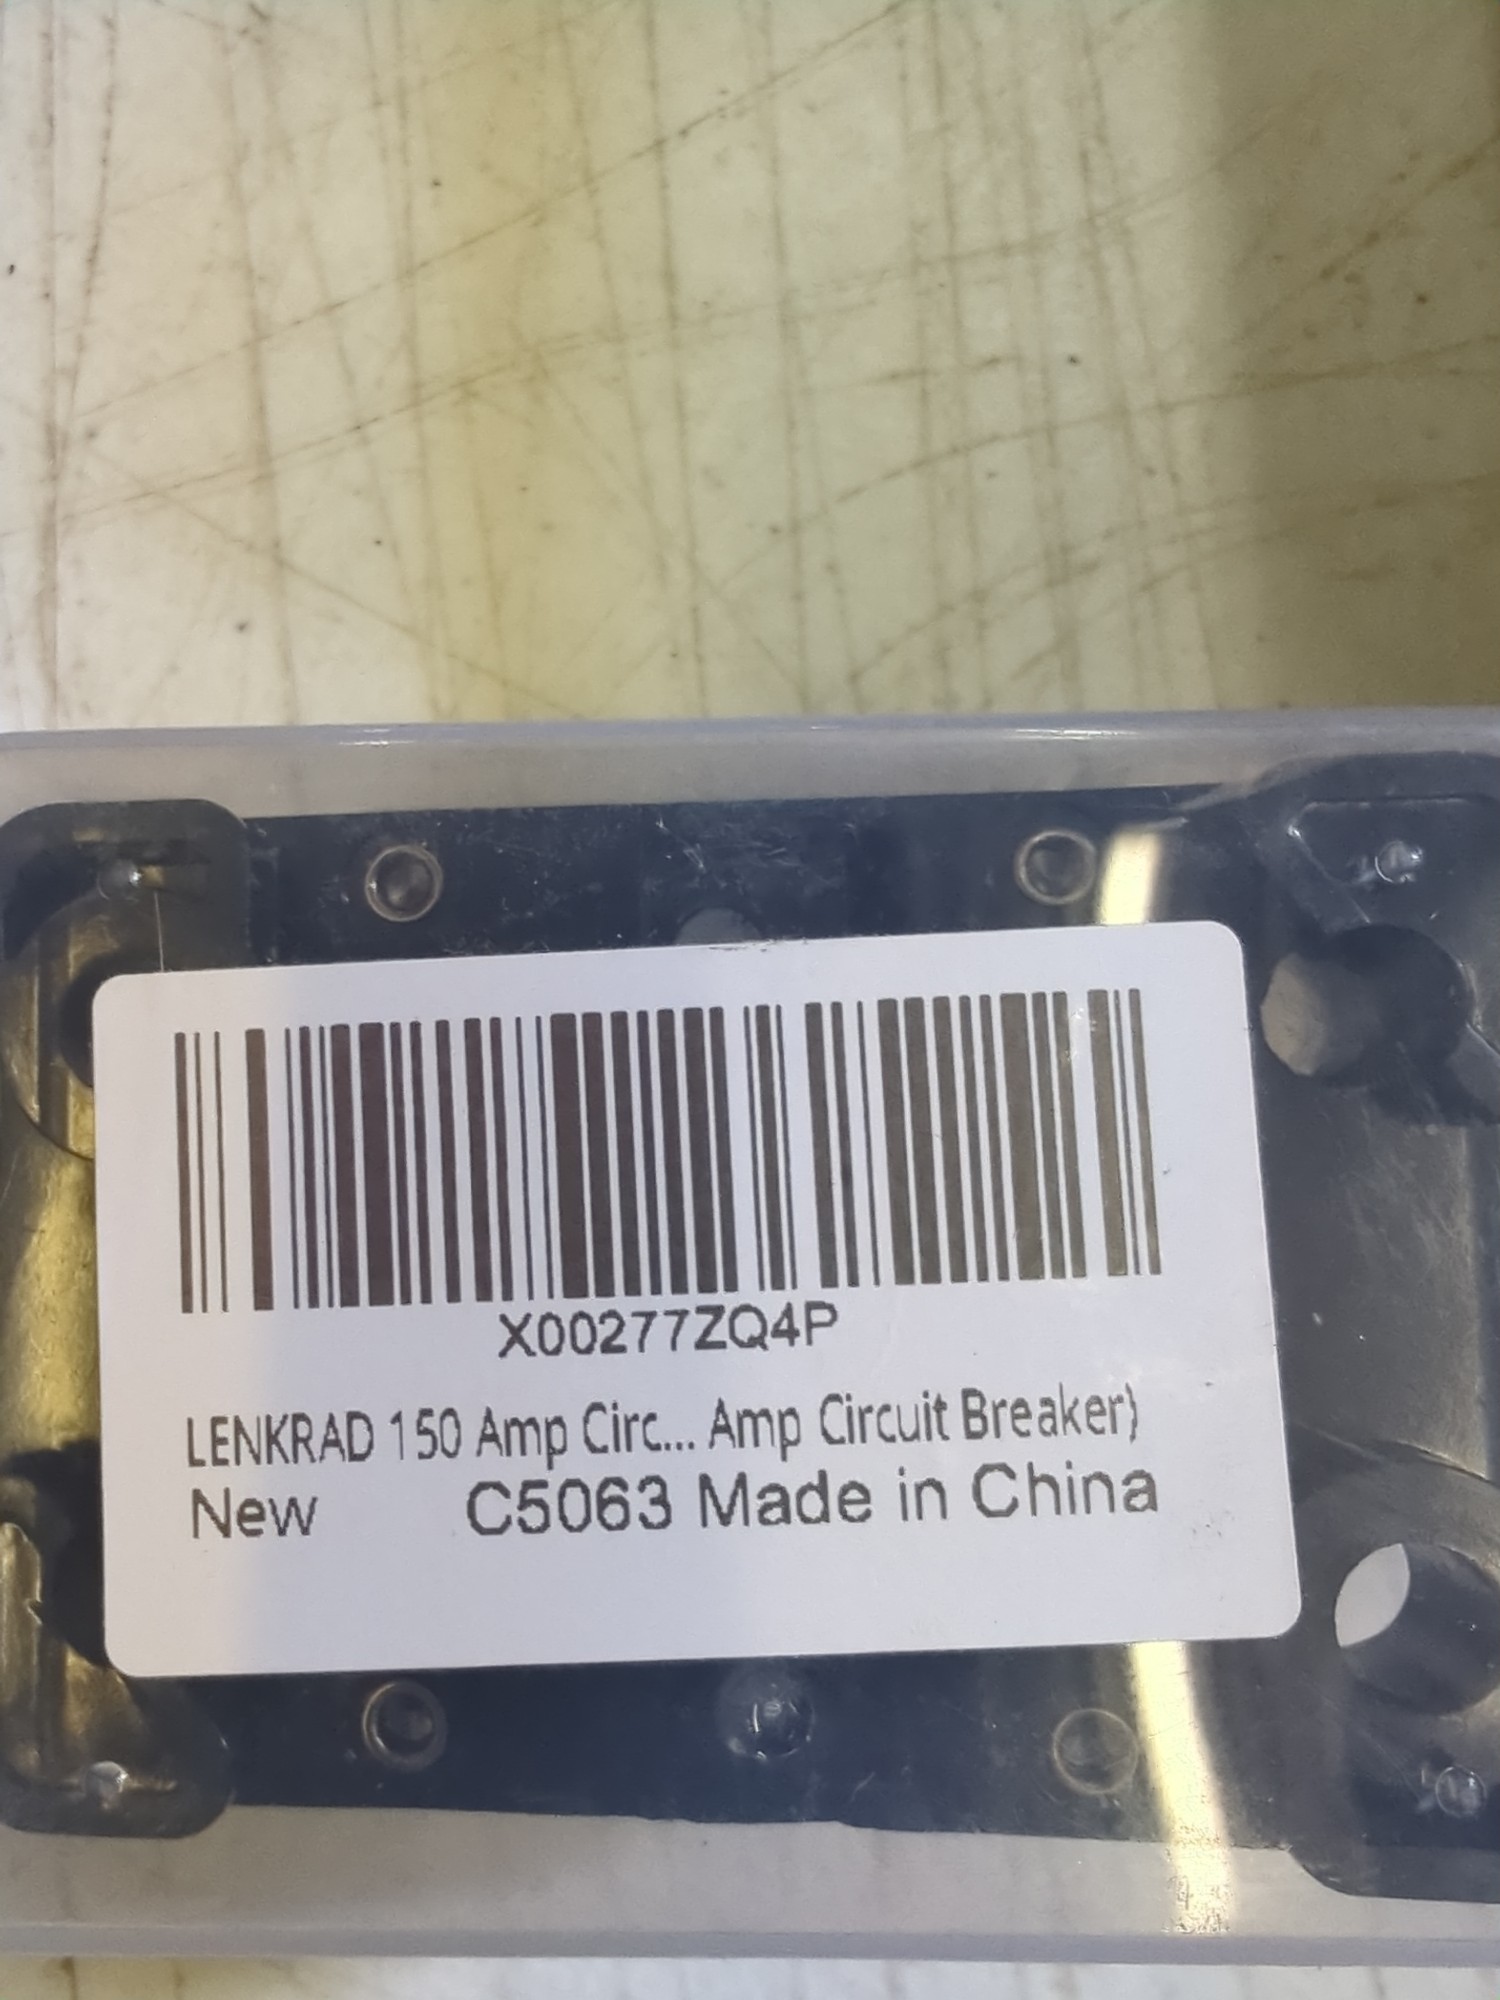 X00277ZQ4P
LENKRAD 150 Amp Circ... Amp Circuit Breaker)
New C5063 Made in China